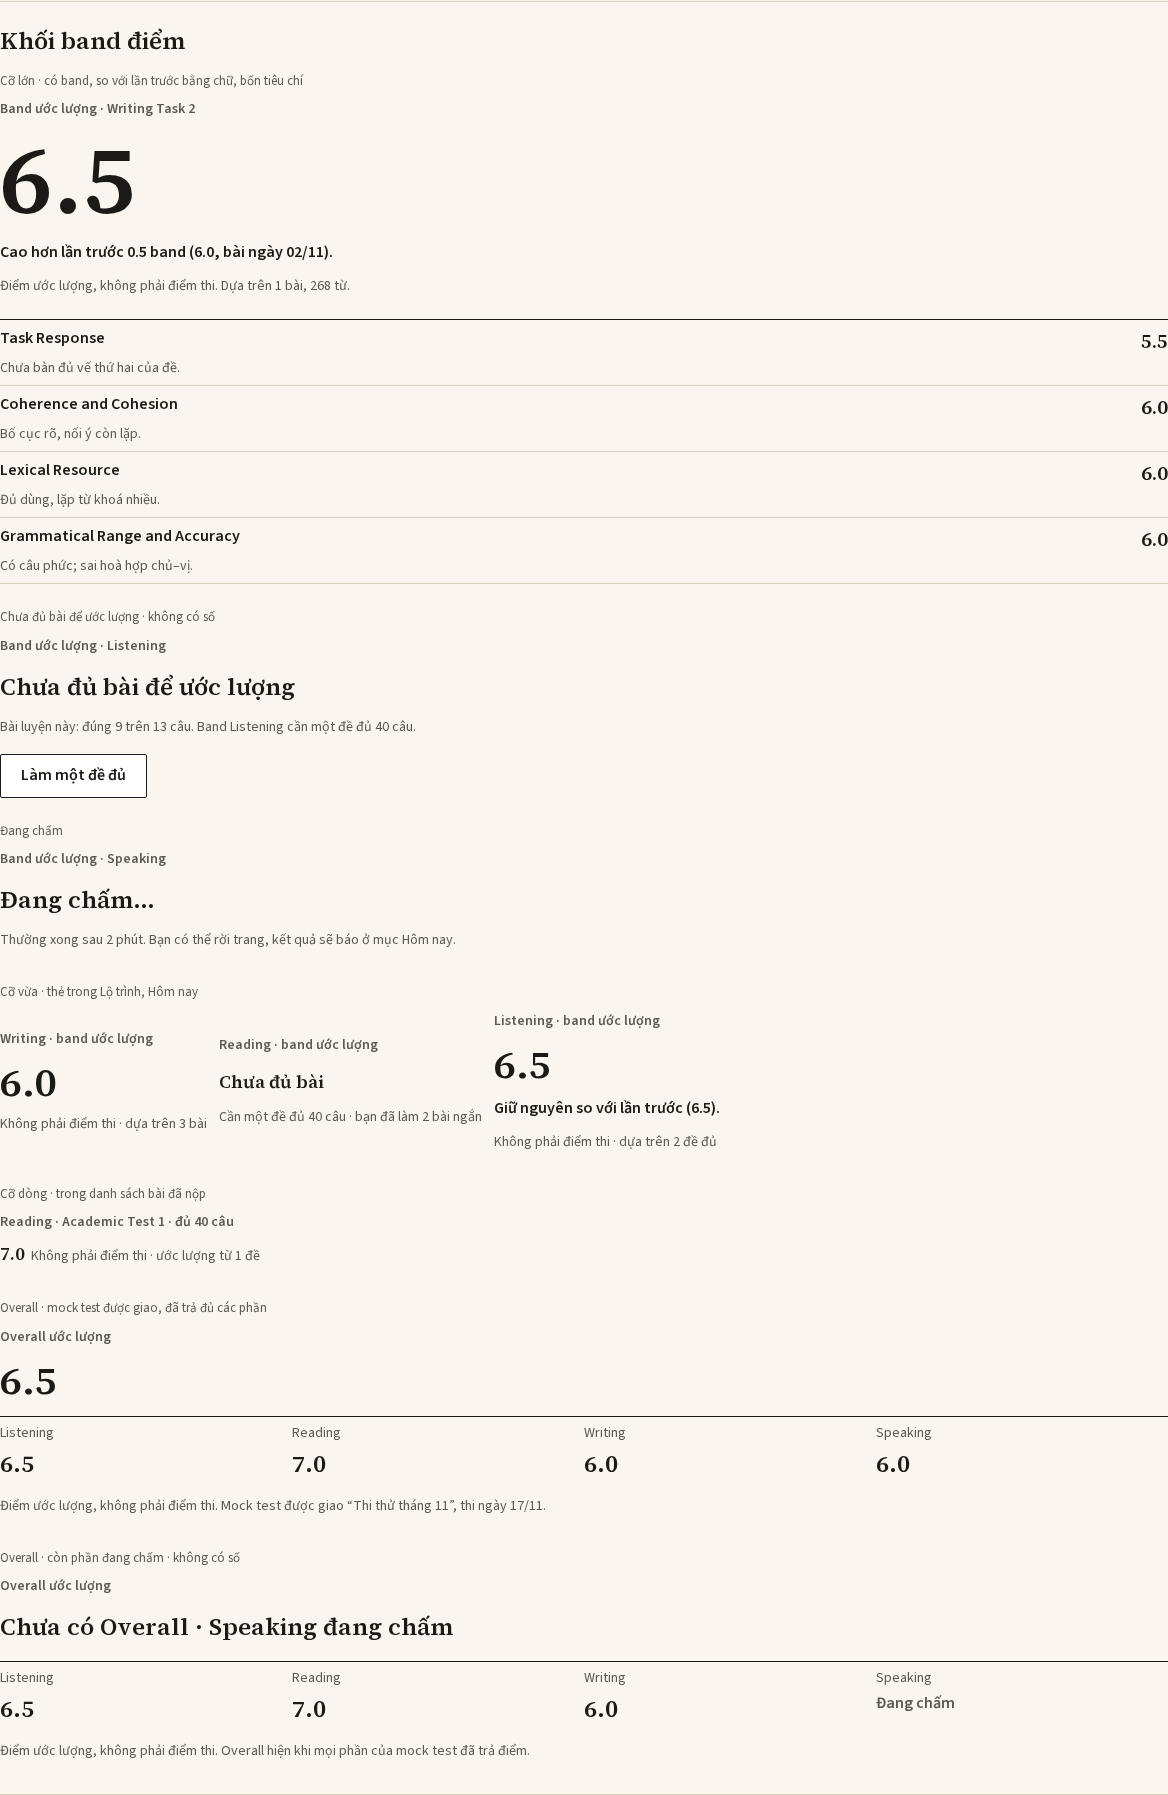 Khối band điểm
Cỡ lớn · có band, so với lần trước bằng chữ, bốn tiêu chí
Band ước lượng · Writing Task 2
6.5
Cao hơn lần trước 0.5 band (6.0, bài ngày 02/11).
Điểm ước lượng, không phải điểm thi. Dựa trên 1 bài, 268 từ.
Task Response
5.5
Chưa bàn đủ vế thứ hai của đề.
Coherence and Cohesion
6.0
Bố cục rõ, nối ý còn lặp.
Lexical Resource
6.0
Đủ dùng, lặp từ khoá nhiều.
Grammatical Range and Accuracy
6.0
Có câu phức; sai hoà hợp chủ–vị.
Chưa đủ bài để ước lượng · không có số
Band ước lượng · Listening
Chưa đủ bài để ước lượng
Bài luyện này: đúng 9 trên 13 câu. Band Listening cần một đề đủ 40 câu.
Làm một đề đủ
Đang chấm
Band ước lượng · Speaking
Đang chấm…
Thường xong sau 2 phút. Bạn có thể rời trang, kết quả sẽ báo ở mục Hôm nay.
Cỡ vừa · thẻ trong Lộ trình, Hôm nay
Writing · band ước lượng
6.0
Không phải điểm thi · dựa trên 3 bài
Reading · band ước lượng
Chưa đủ bài
Cần một đề đủ 40 câu · bạn đã làm 2 bài ngắn
Listening · band ước lượng
6.5
Giữ nguyên so với lần trước (6.5).
Không phải điểm thi · dựa trên 2 đề đủ
Cỡ dòng · trong danh sách bài đã nộp
Reading · Academic Test 1 · đủ 40 câu
7.0 Không phải điểm thi · ước lượng từ 1 đề
Overall · mock test được giao, đã trả đủ các phần
Overall ước lượng
6.5
Listening Reading Writing Speaking
6.5 7.0 6.0 6.0
Điểm ước lượng, không phải điểm thi. Mock test được giao “Thi thử tháng 11”, thi ngày 17/11.
Overall · còn phần đang chấm · không có số
Overall ước lượng
Chưa có Overall · Speaking đang chấm
Listening Reading Writing Speaking
6.5 7.0 6.0 Đang chấm
Điểm ước lượng, không phải điểm thi. Overall hiện khi mọi phần của mock test đã trả điểm.